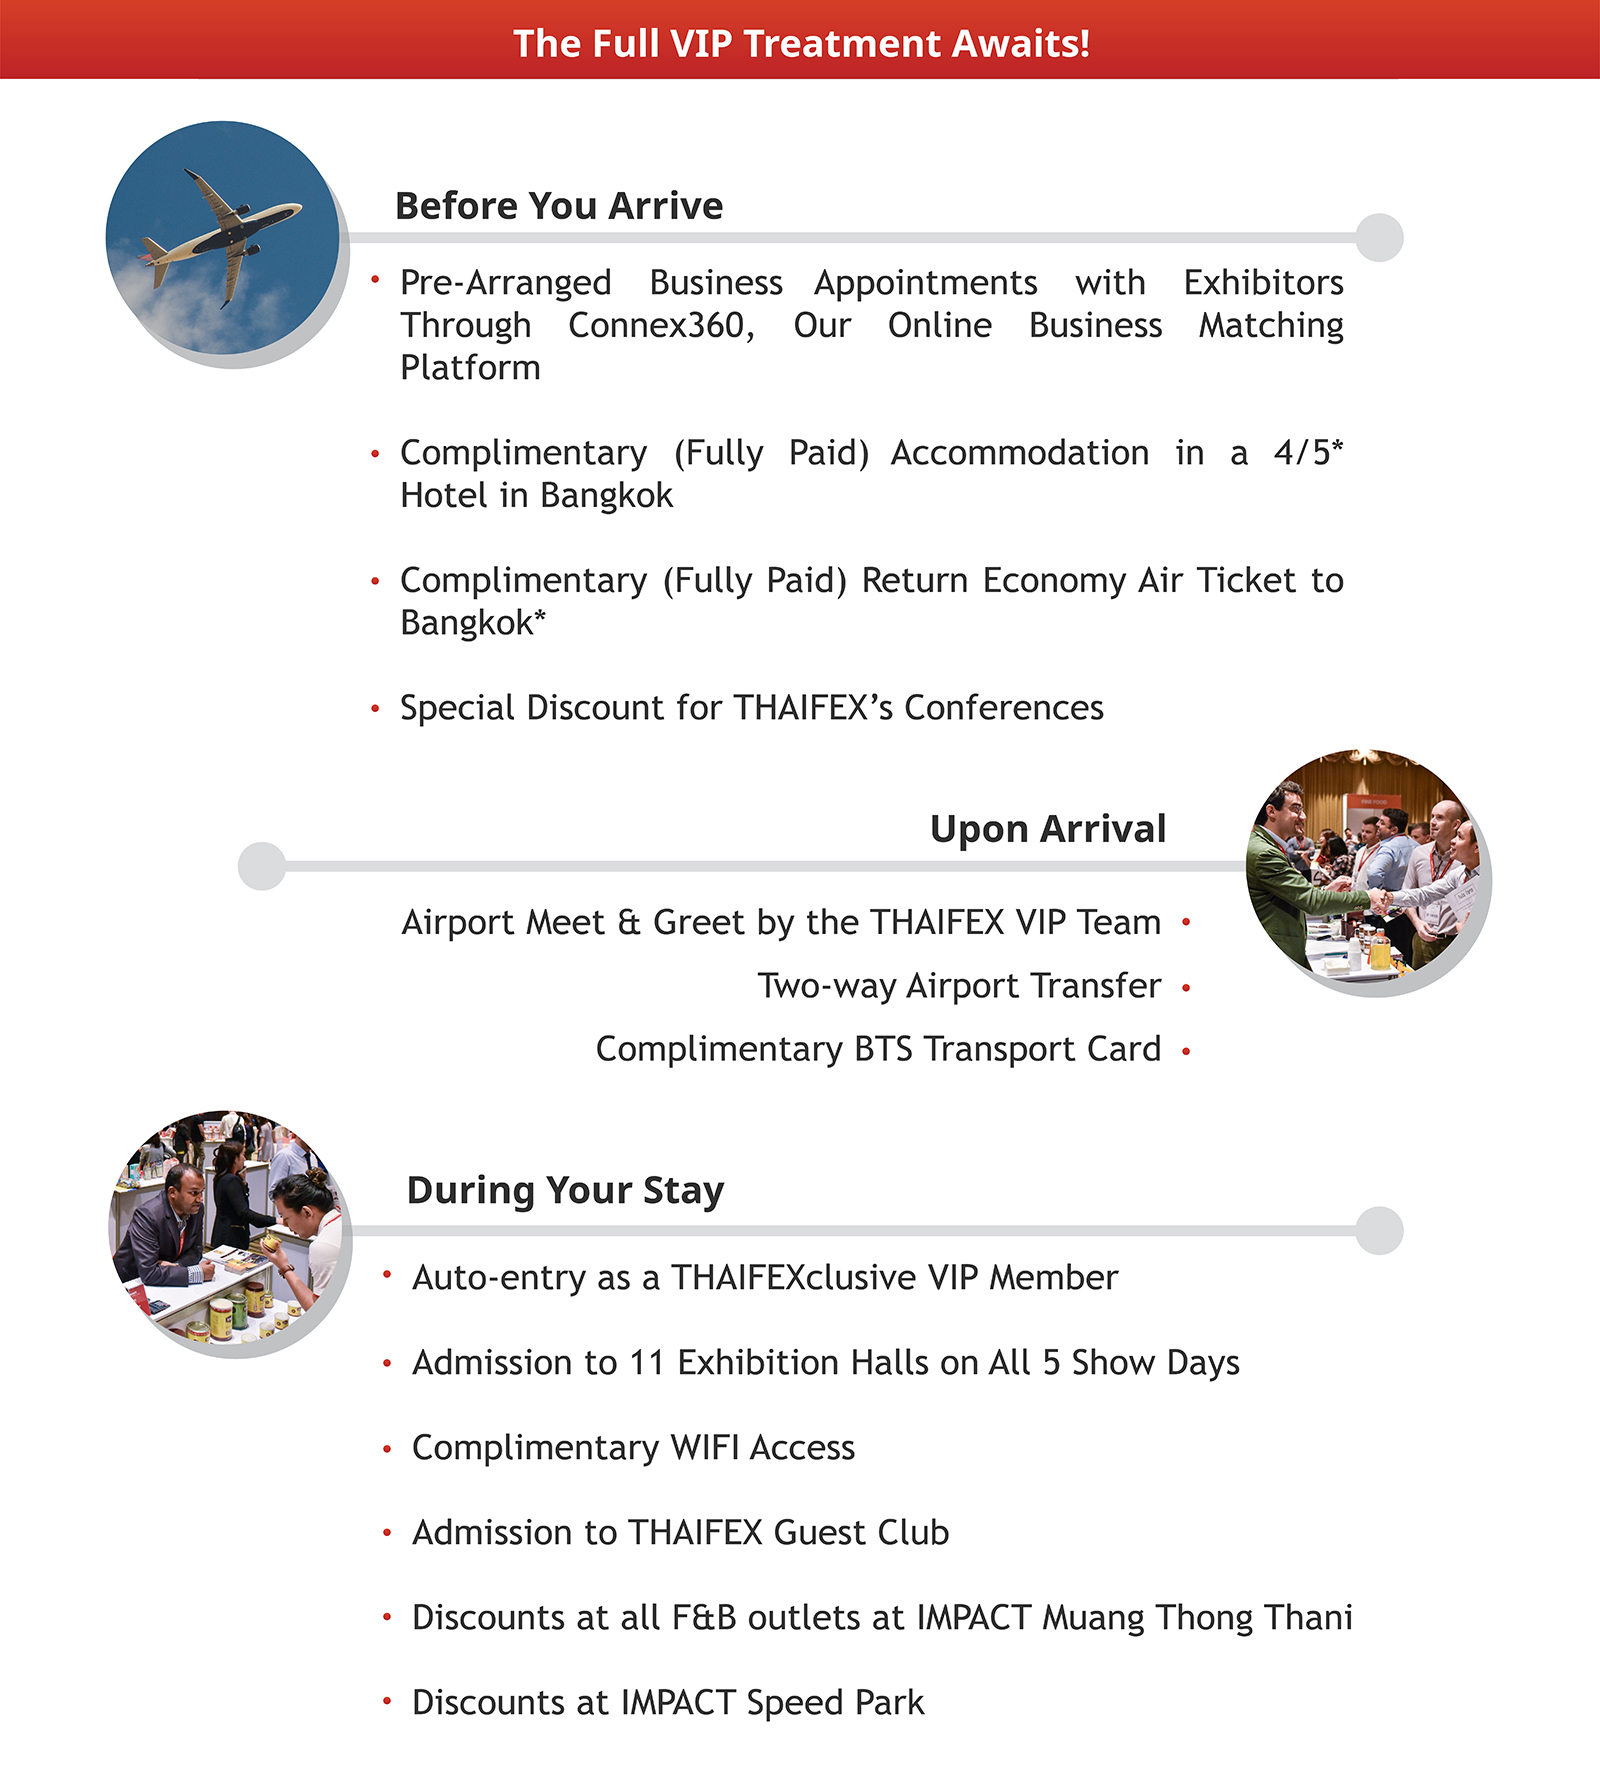 The Full VIP Treatment Awaits!
Before You Arrive
• Pre-Arranged Business Appointments with Exhibitors
Through Connex360, Our Online Business Matching
Platform
• Complimentary (Fully Paid) Accommodation in a 4/5*
Hotel in Bangkok
• Complimentary (Fully Paid) Return Economy Air Ticket to
Bangkok*
• Special Discount for THAIFEX’s Conferences
Upon Arrival
FINE FOOD
Airport Meet & Greet by the THAIFEX VIP Team •
Two-way Airport Transfer •
Complimentary BTS Transport Card •
During Your Stay
• Auto-entry as a THAIFEXclusive VIP Member
• Admission to 11 Exhibition Halls on All 5 Show Days
• Complimentary WIFI Access
• Admission to THAIFEX Guest Club
• Discounts at all F&B outlets at IMPACT Muang Thong Thani
• Discounts at IMPACT Speed Park